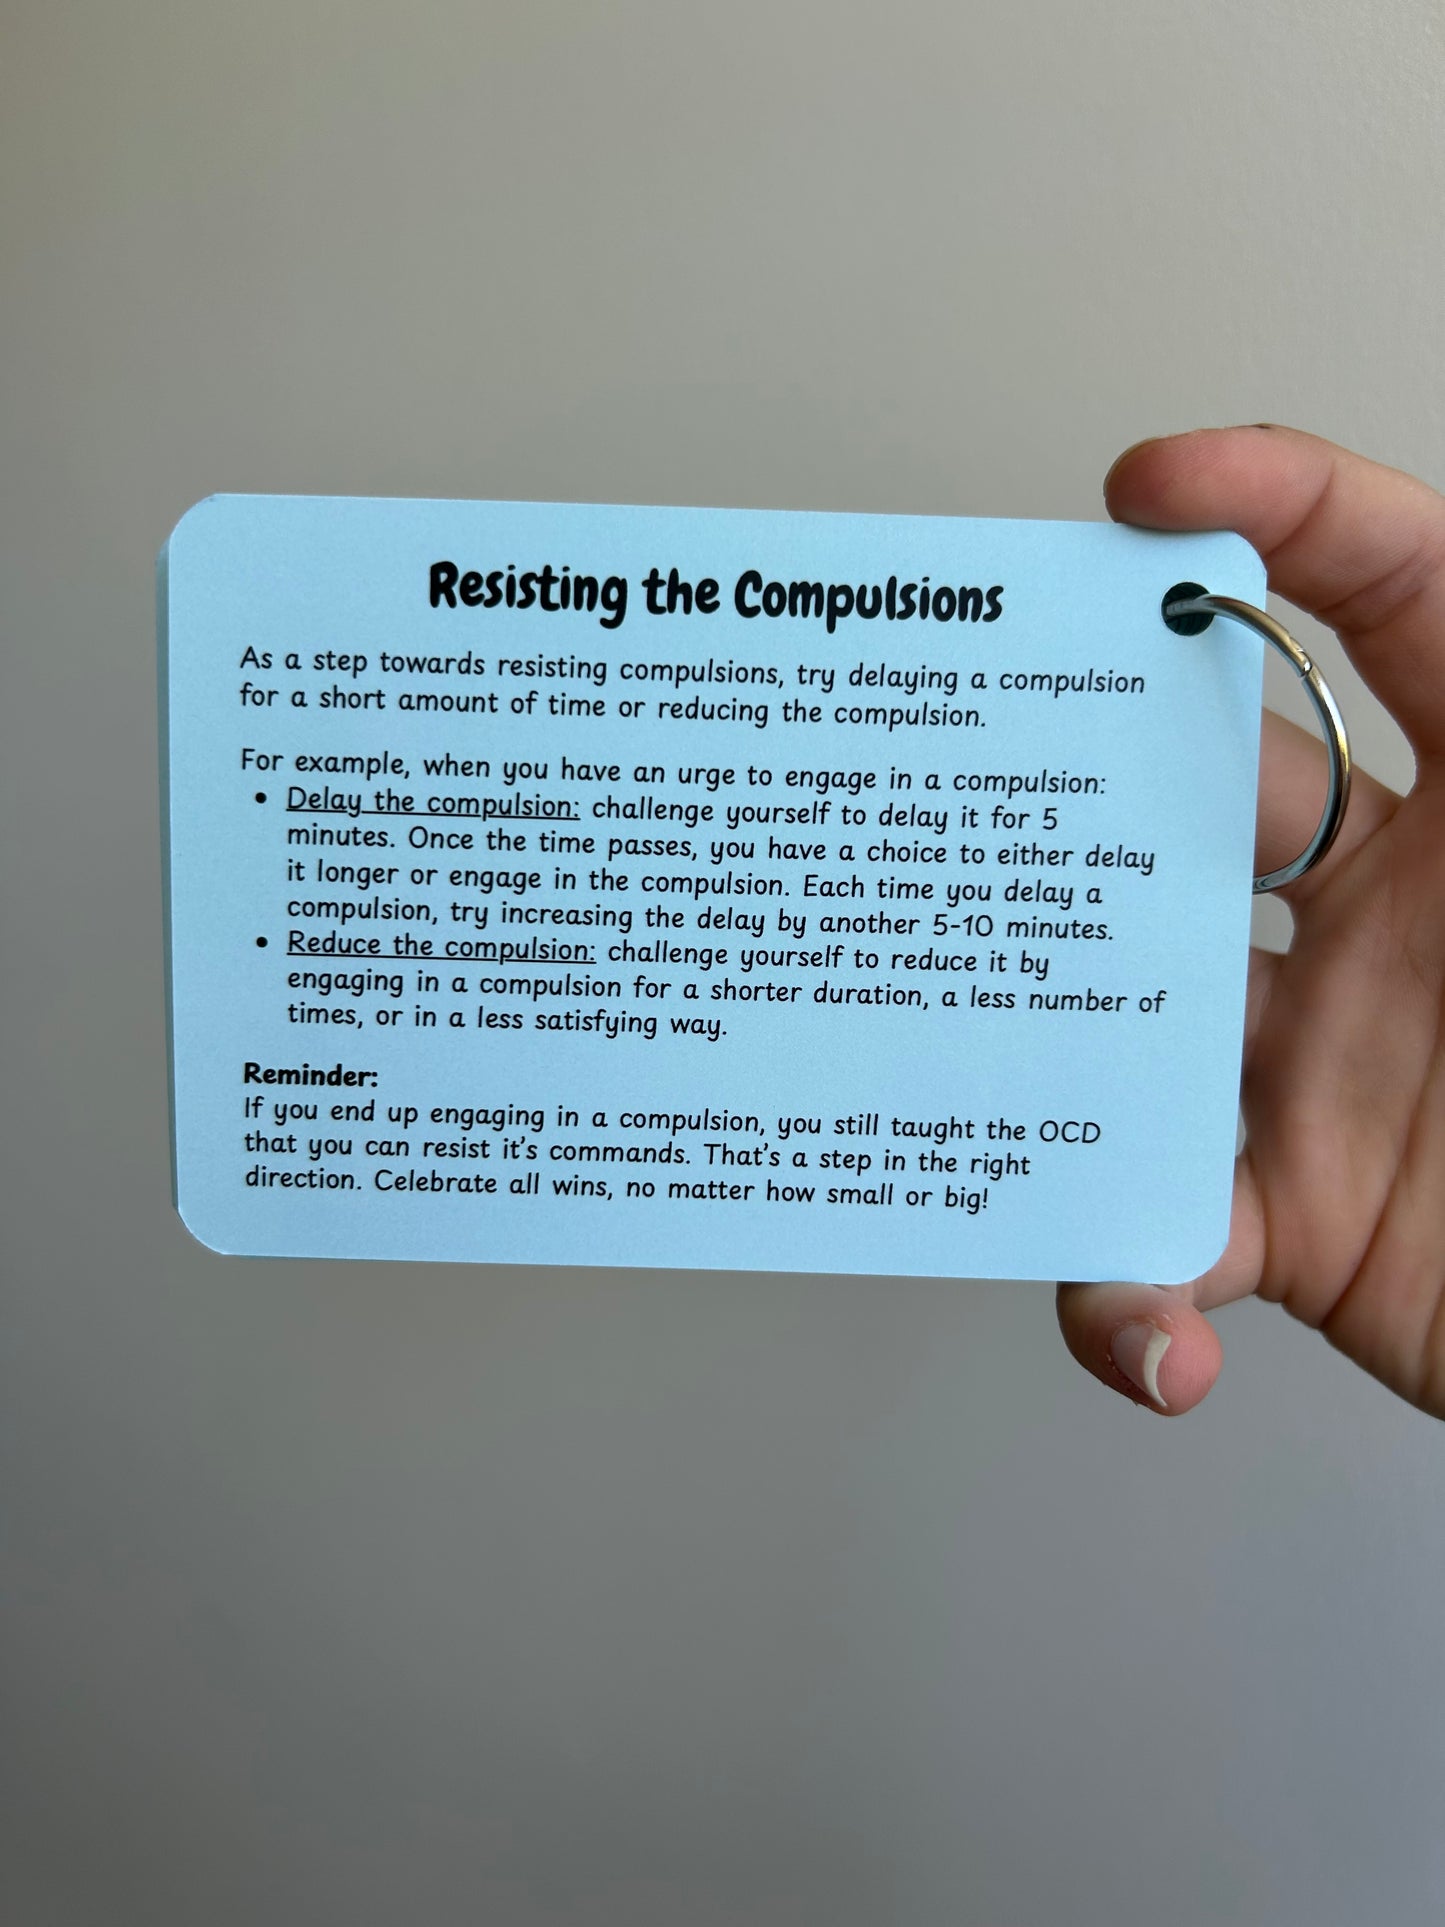 Resisting the Compulsions
As a step towards resisting compulsions, try delaying a compulsion
for a short amount of time or reducing the compulsion.
For example, when you have an urge to engage in a compulsion:
• Delay the compulsion: challenge yourself to delay it for 5
minutes. Once the time passes, you have a choice to either delay
it longer or engage in the compulsion. Each time you delay a
compulsion, try increasing the delay by another 5-10 minutes.
• Reduce the compulsion: challenge yourself to reduce it by
engaging in a compulsion for a shorter duration, a less number of
times, or in a less satisfying way.
Reminder:
If you end up engaging in a compulsion, you still taught the OCD
that you can resist it's commands. That's a step in the right
direction. Celebrate all wins, no matter how small or big!